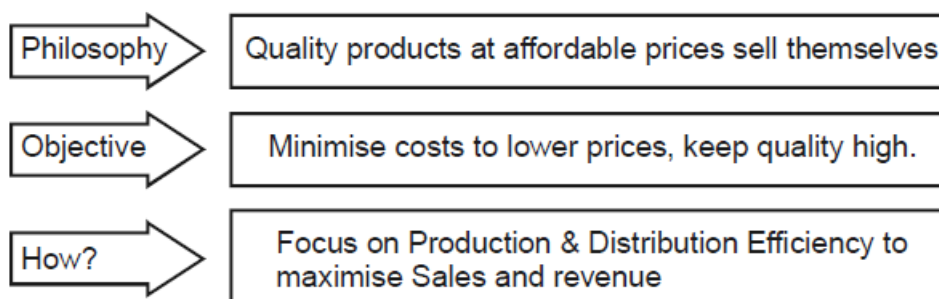 Philosophy
Quality products at affordable prices sell themselves
Objective
Minimise costs to lower prices, keep quality high.
How?
Focus on Production & Distribution Efficiency to
maximise Sales and revenue